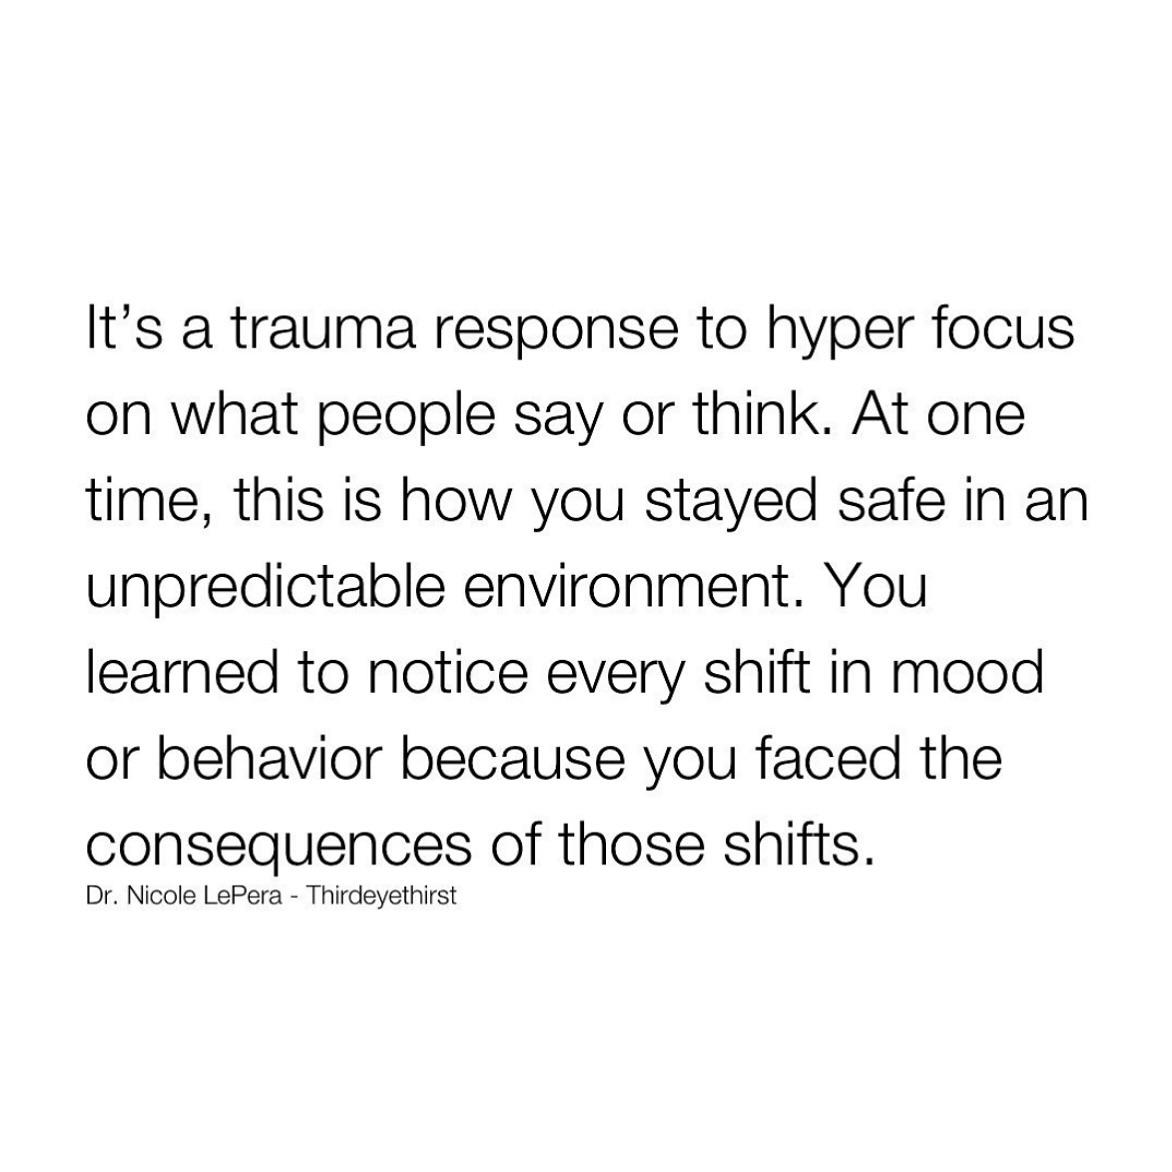 It’s a trauma response to hyper focus
on what people say or think. At one
time, this is how you stayed safe in an
unpredictable environment. You
learned to notice every shift in mood
or behavior because you faced the
consequences of those shifts.
Dr. Nicole LePera - Thirdeyethirst